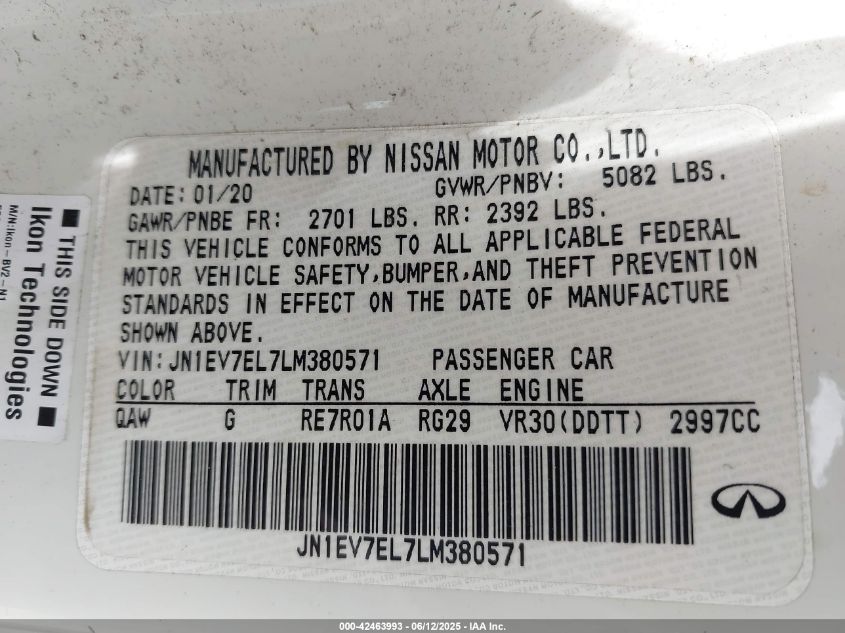 MANUFACTURED BY NISSAN MOTOR CO.,LTD.
DATE: 01/20 GVWR/PNBV: 5082 LBS.
GAWR/PNBE FR: 2701 LBS. RR: 2392 LBS.
THIS VEHICLE CONFORMS TO ALL APPLICABLE FEDERAL
MOTOR VEHICLE SAFETY,BUMPER,AND THEFT PREVENTION
STANDARDS IN EFFECT ON THE DATE OF MANUFACTURE
SHOWN ABOVE.
VIN:JN1EV7EL7LM380571 PASSENGER CAR
COLOR TRIM TRANS AXLE ENGINE
QAW G RE7R01A RG29 VR30(DDTT) 2997CC
JN1EV7EL7LM380571
THIS SIDE DOWN
Ikon Technologies
M/N:Ikon-BV2-N1
000-42463993 - 06/12/2025 - IAA Inc.